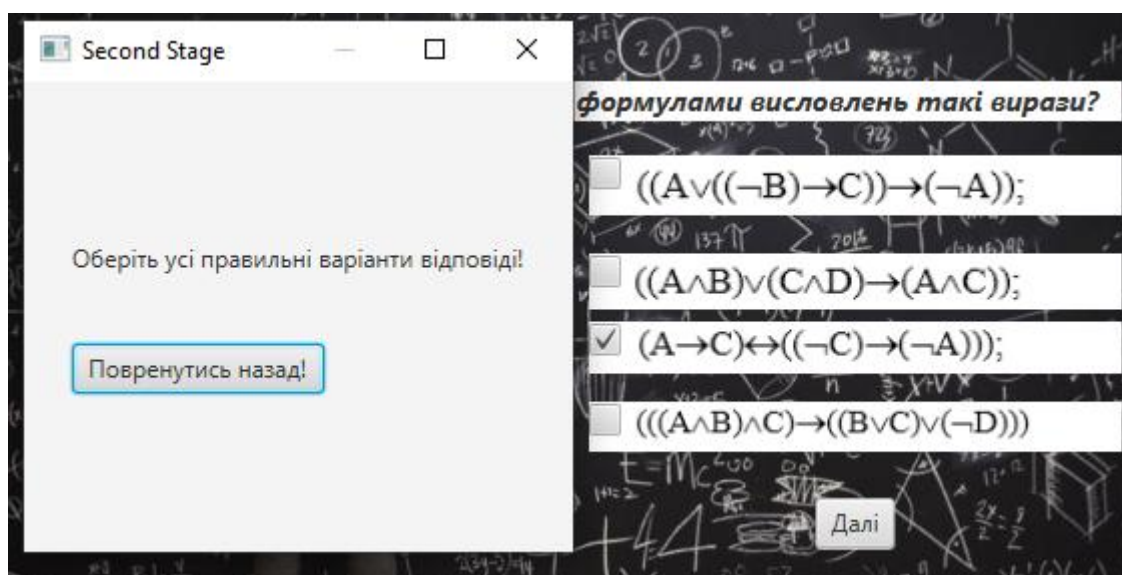 Second Stage
Оберіть усі правильні варіанти відповіді!
Повренутись назад!
формулами висловлень такі вирази?
((A∨((¬B)→C))→(¬A));
((A∧B)∨(C∧D)→(A∧C));
(A→C)↔((¬C)→(¬A)));
(((A∧B)∧C)→((B∨C)∨(¬D)))
Далі